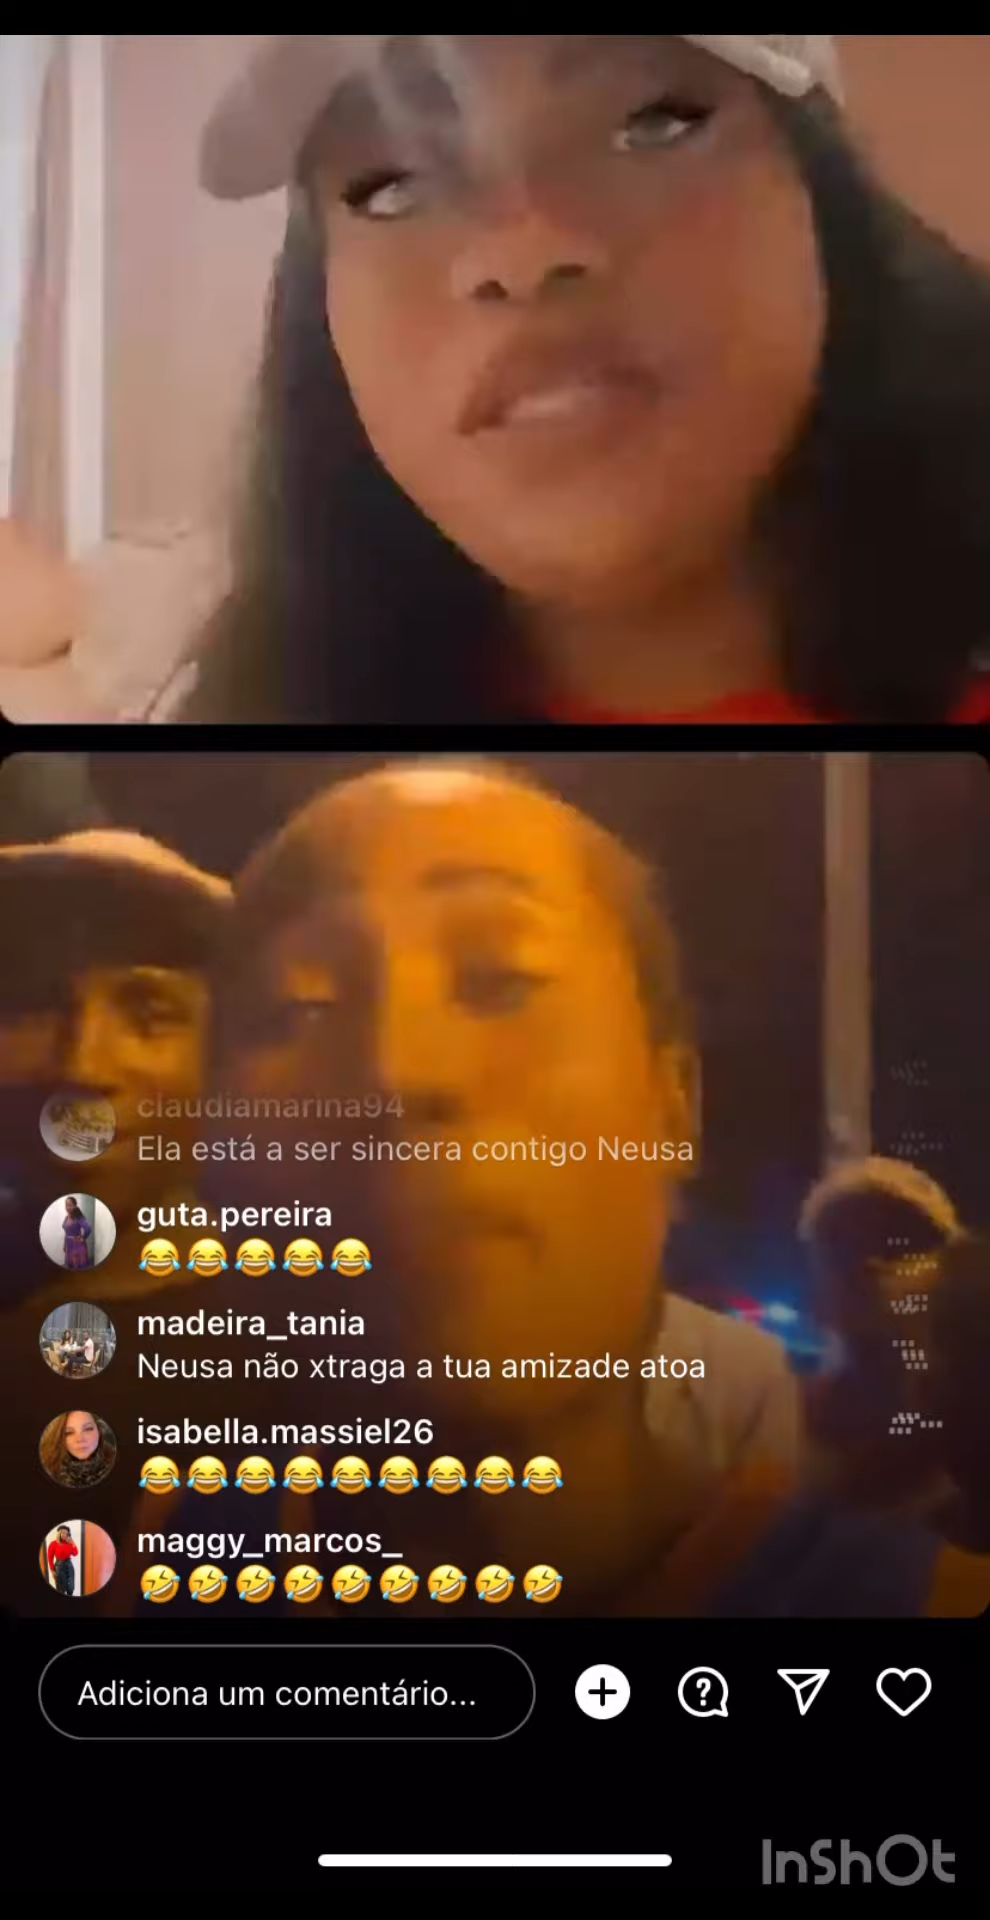 claudiamarina94
Ela está a ser sincera contigo Neusa
guta.pereira
😂😂😂😂😂
madeira_tania
Neusa não xtraga a tua amizade atoa
isabella.massiel26
😂😂😂😂😂😂😂😂😂
maggy_marcos_
🤣🤣🤣🤣🤣🤣🤣🤣🤣
Adiciona um comentário...
InShOt